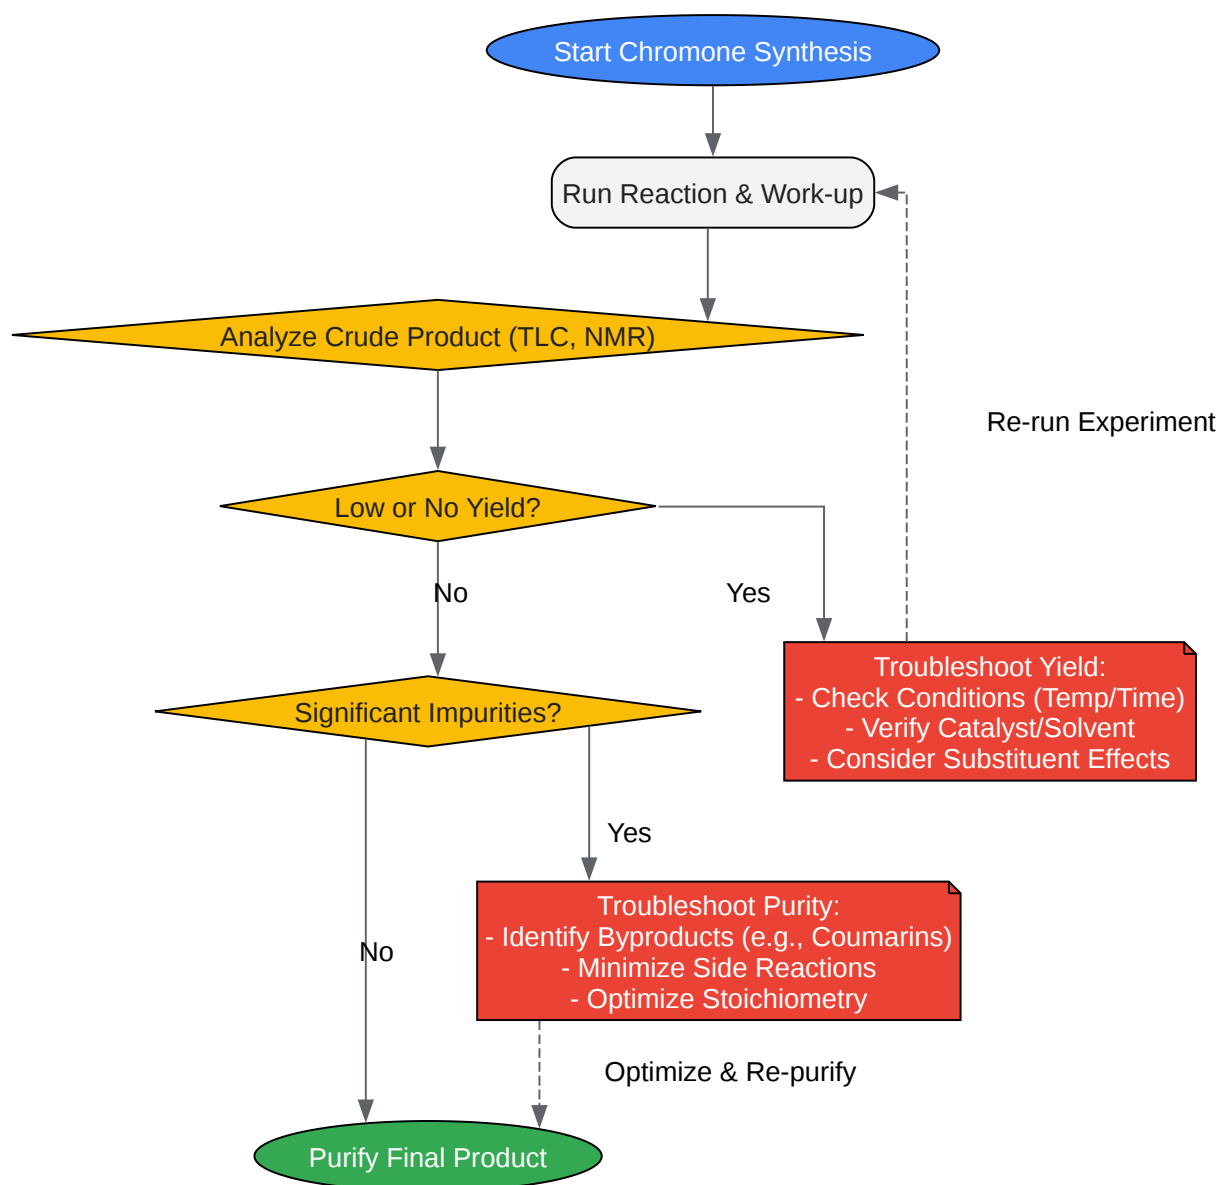 Start Chromone Synthesis
Run Reaction & Work-up
Analyze Crude Product (TLC, NMR)
Re-run Experiment
Low or No Yield?
No
Yes
Troubleshoot Yield:
- Check Conditions (Temp/Time)
- Verify Catalyst/Solvent
- Consider Substituent Effects
Significant Impurities?
Yes
No
Troubleshoot Purity:
- Identify Byproducts (e.g., Coumarins)
- Minimize Side Reactions
- Optimize Stoichiometry
Optimize & Re-purify
Purify Final Product